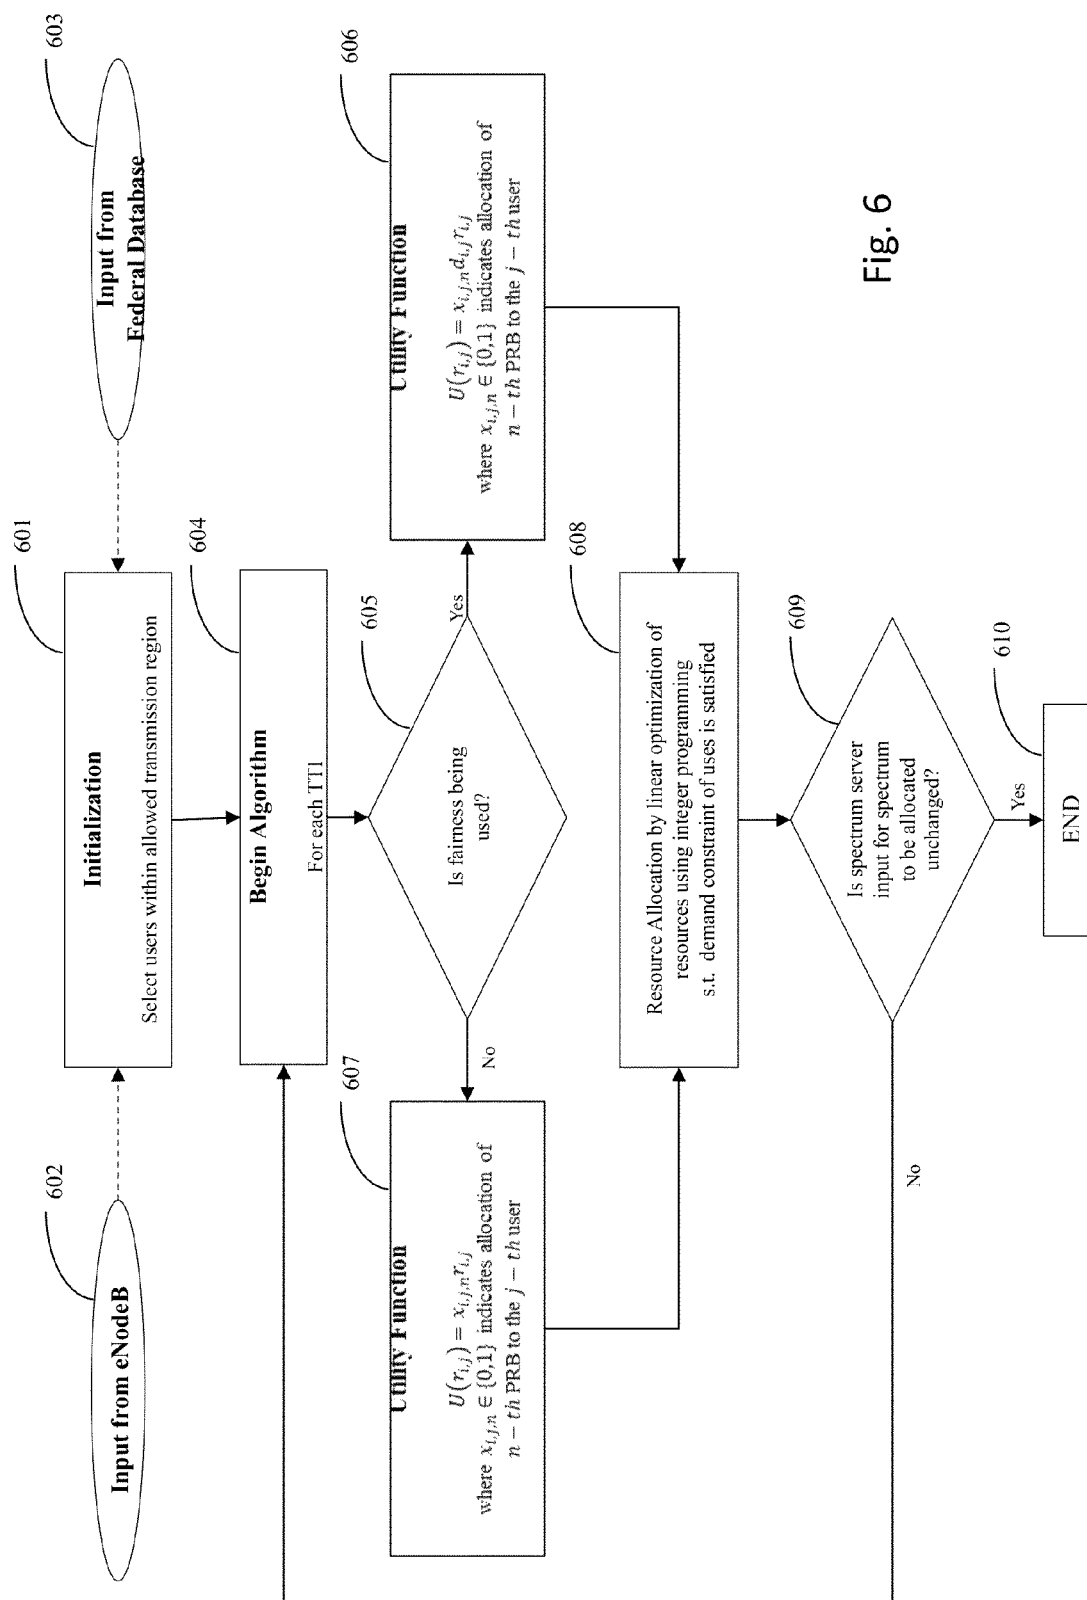 602
601
603
Input from eNodeB
Initialization
Select users within allowed transmission region
Input from
Federal Database
604
Begin Algorithm
For each TT1
605
Is fairness being
used?
No
Yes
607
Utility Function
U(r_{i,j}) = x_{i,j,n} r_{i,j}
where x_{i,j,n} ∈ {0,1} indicates allocation of
n − th PRB to the j − th user
606
Utility Function
U(r_{i,j}) = x_{i,j,n} d_{i,j} r_{i,j}
where x_{i,j,n} ∈ {0,1} indicates allocation of
n − th PRB to the j − th user
608
Resource Allocation by linear optimization of
resources using integer programming
s.t. demand constraint of uses is satisfied
609
Is spectrum server
input for spectrum
to be allocated
unchanged?
No
Yes
610
END
Fig. 6